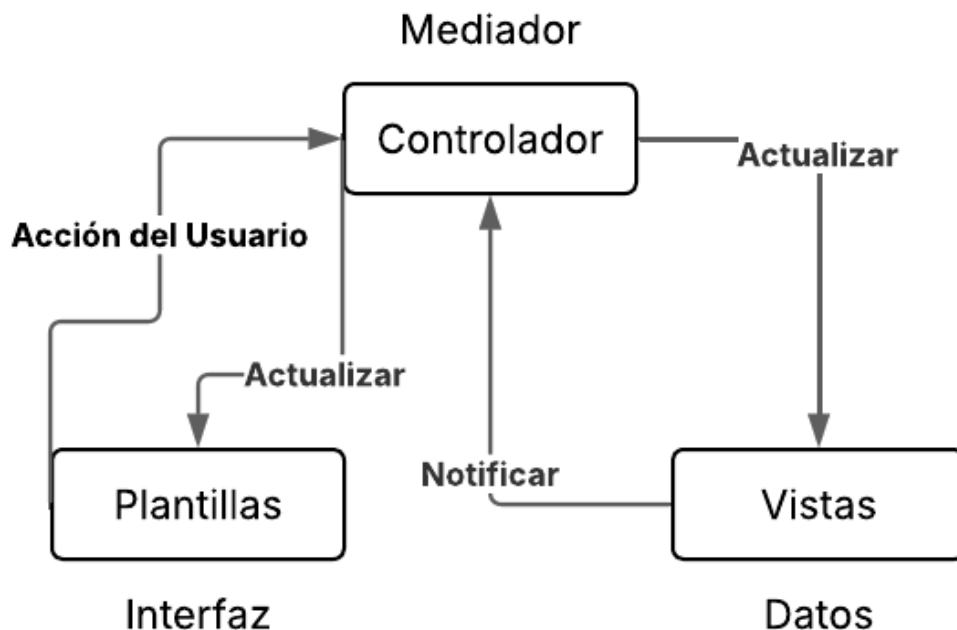 Mediador
Controlador
Actualizar
Acción del Usuario
Actualizar
Notificar
Plantillas
Vistas
Interfaz
Datos